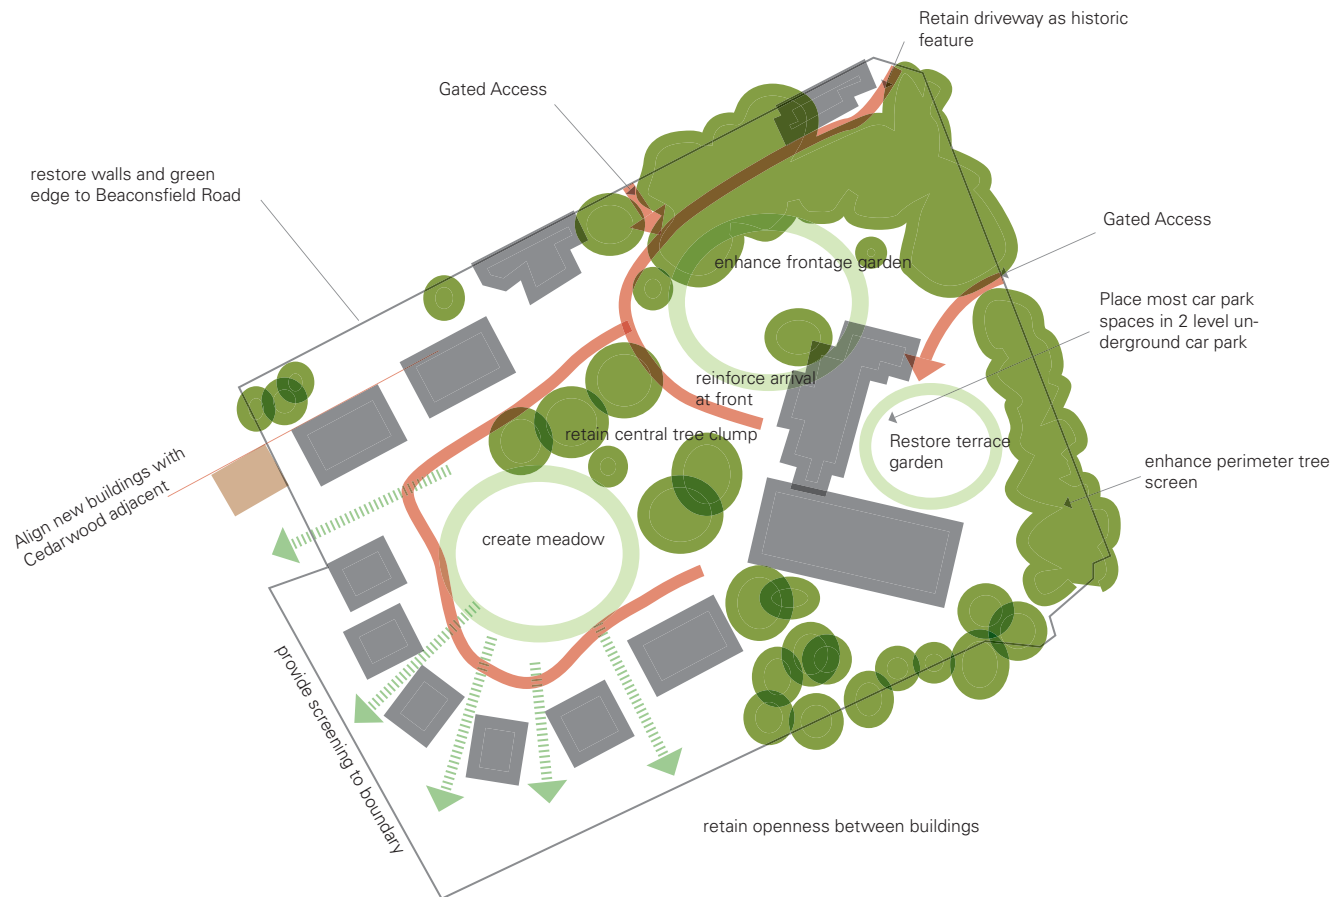 Retain driveway as historic
feature
Gated Access
restore walls and green
edge to Beaconsfield Road
Gated Access
enhance frontage garden
Place most car park
spaces in 2 level un-
derground car park
reinforce arrival
at front
retain central tree clump
Restore terrace
garden
enhance perimeter tree
screen
Align new buildings with
Cedarwood adjacent
create meadow
provide screening to boundary
retain openness between buildings